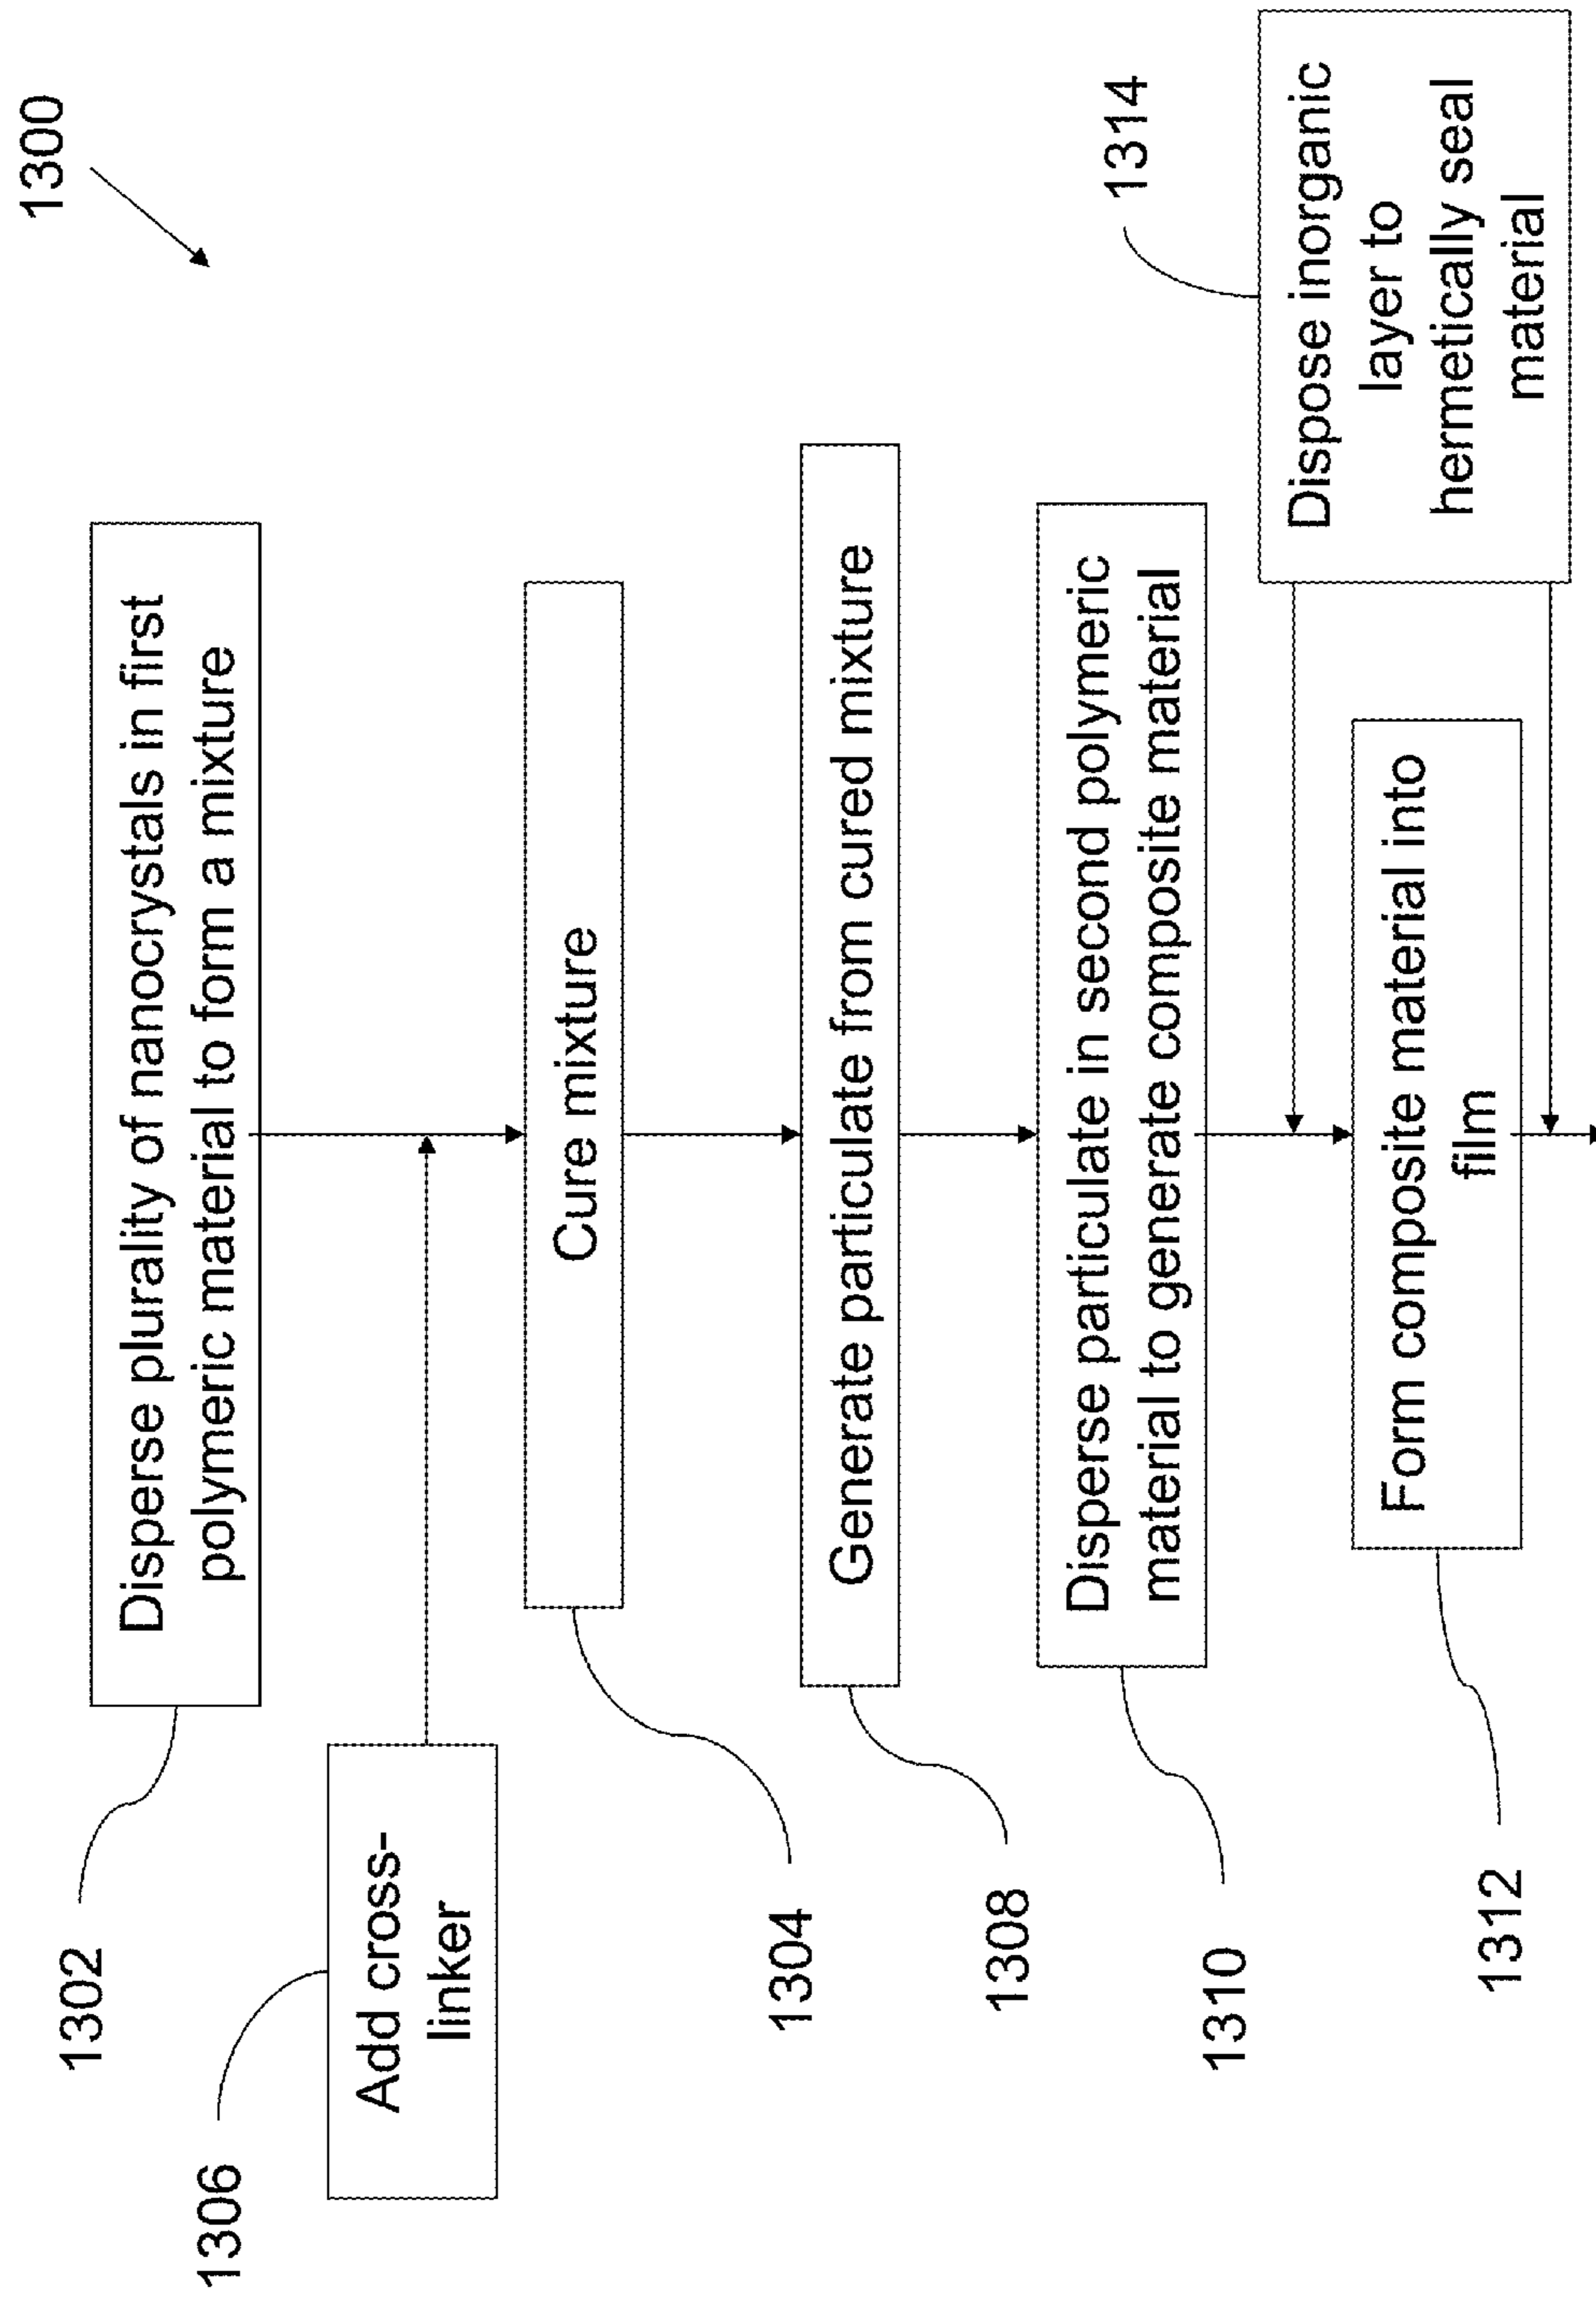 1300
1302
Disperse plurality of nanocrystals in first
polymeric material to form a mixture
1306
Add cross-
linker
Cure mixture
1304
Generate particulate from cured mixture
1308
Disperse particulate in second polymeric
material to generate composite material
1310
1314
Dispose inorganic
layer to
hermetically seal
material
Form composite material into
film
1312